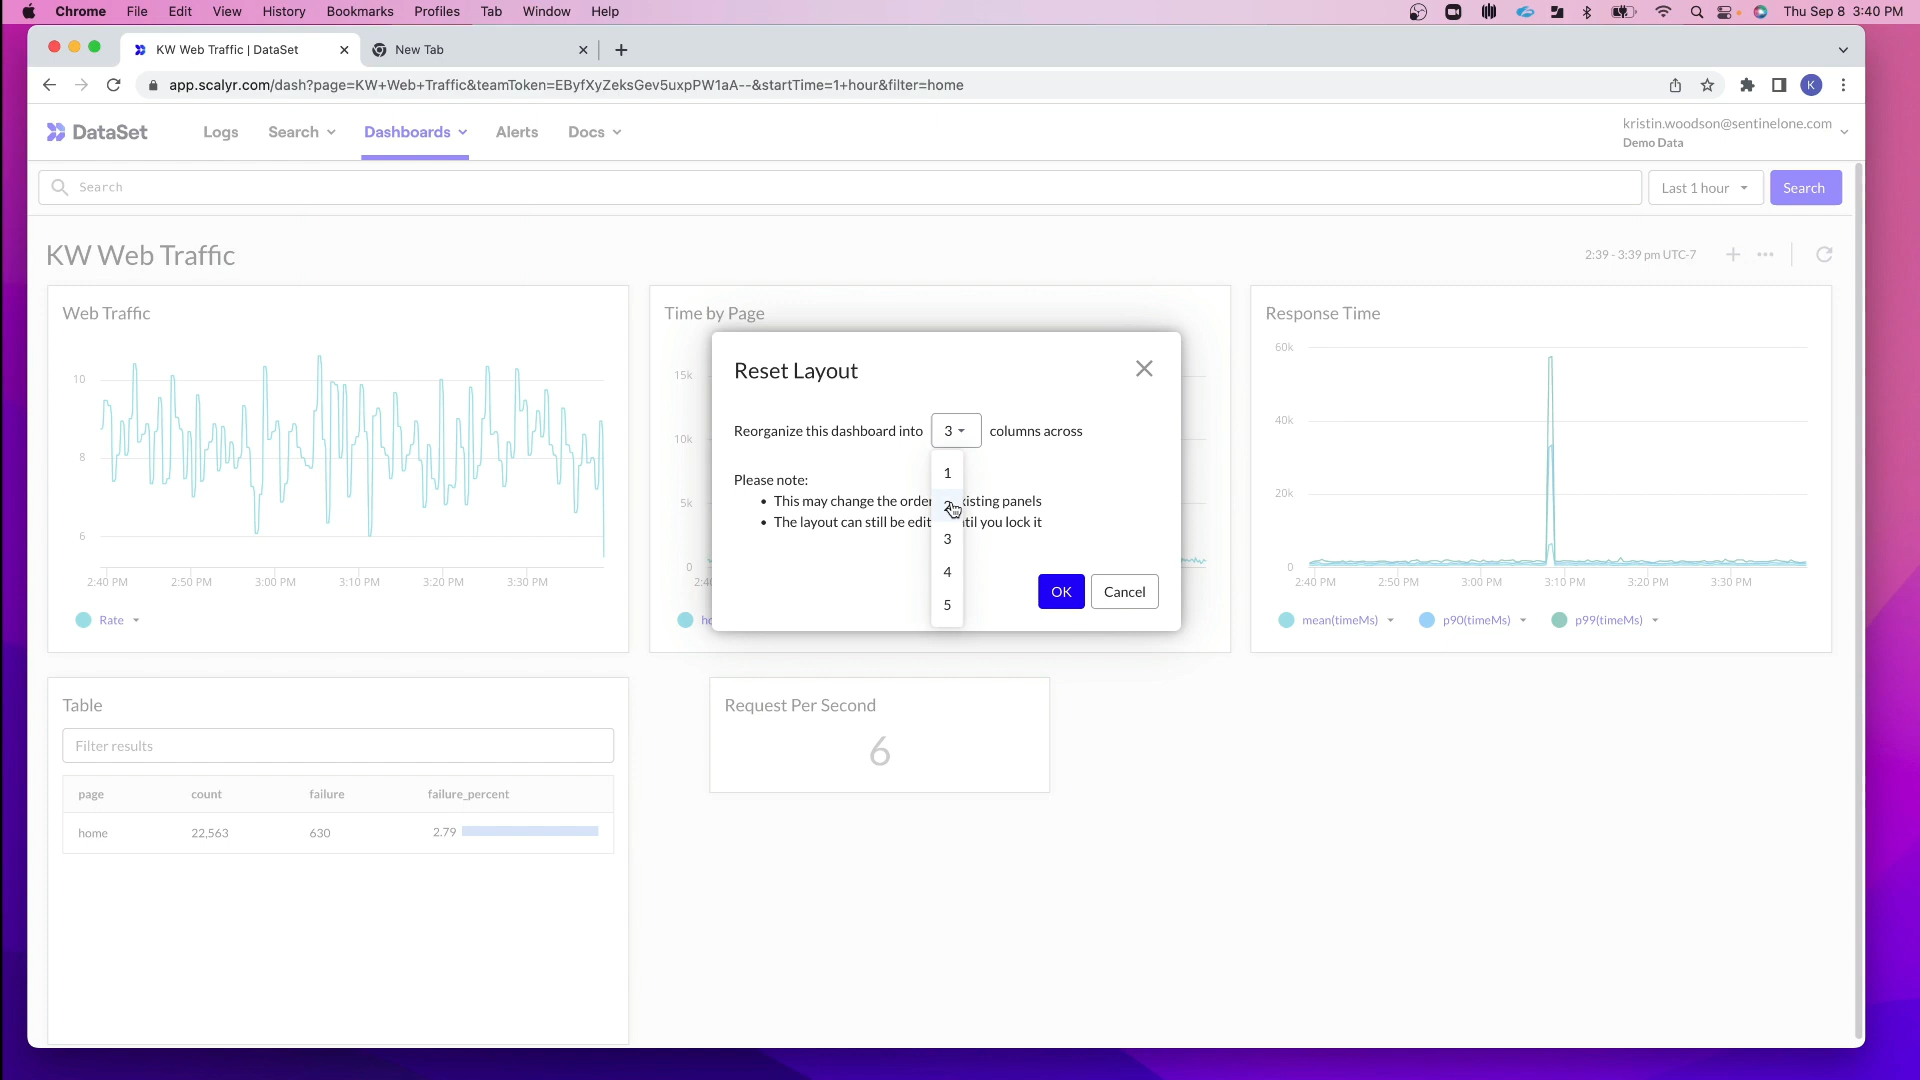 Chrome File Edit View History Bookmarks Profiles Tab Window Help Thu Sep 8 3:40 PM
KW Web Traffic | DataSet New Tab
app.scalyr.com/dash?page=KW+Web+Traffic&teamToken=EByfXyZeksGev5uxpPW1aA--&startTime=1+hour&filter=home K
DataSet Logs Search Dashboards Alerts Docs
kristin.woodson@sentinelone.com
Demo Data
Search Last 1 hour Search
KW Web Traffic 2:39 - 3:39 pm UTC-7
Web Traffic
10
8
6
2:40 PM 2:50 PM 3:00 PM 3:10 PM 3:20 PM 3:30 PM
Rate
Time by Page
15k
10k
5k
0
Response Time
60k
40k
20k
0
2:40 PM 2:50 PM 3:00 PM 3:10 PM 3:20 PM 3:30 PM
mean(timeMs) p90(timeMs) p99(timeMs)
Reset Layout
Reorganize this dashboard into 3 columns across
Please note:
This may change the order
The layout can still be
you lock it
panels
1
2
3
4
5
OK Cancel
Table
Filter results
page count failure failure_percent
home 22,563 630 2.79
Request Per Second
6